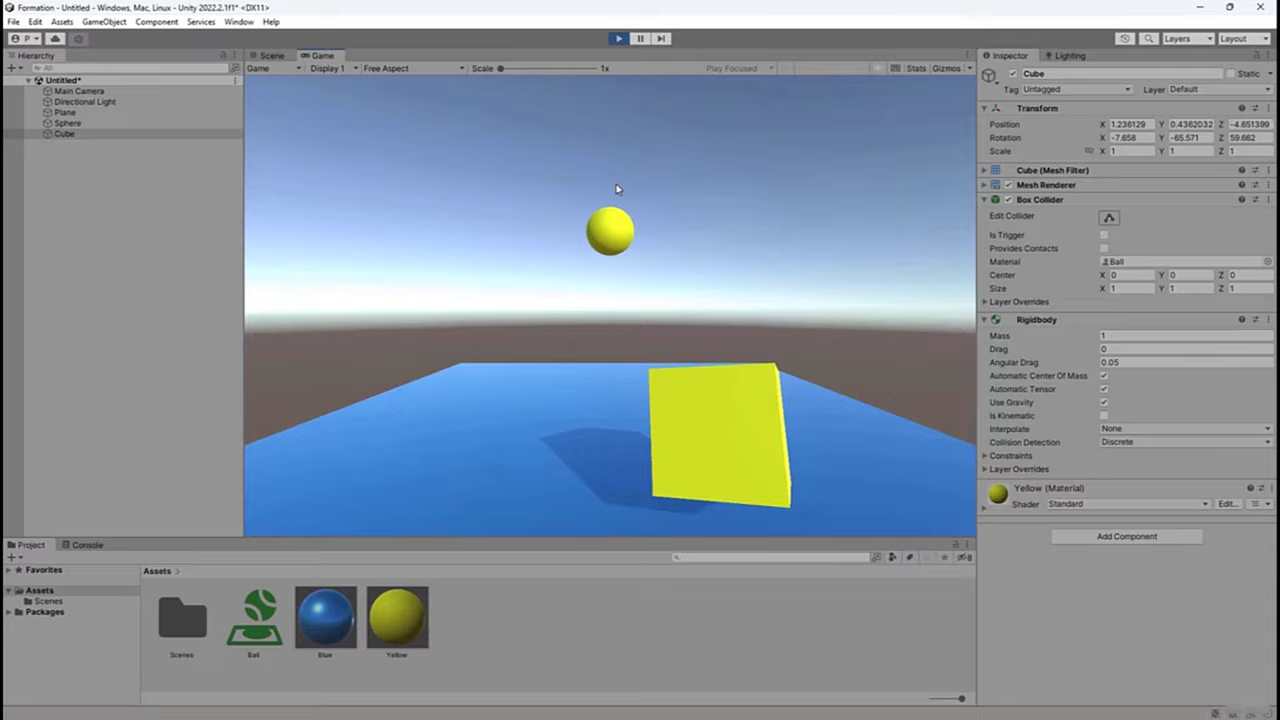 Formation - Untitled - Windows, Mac, Linux - Unity 2022.2.1f1* <DX11>
File Edit Assets GameObject Component Services Window Help
P Layers Layout
Hierarchy Scene Game Inspector Lighting
All Game Display 1 Free Aspect Scale 1x Play Focused Stats Gizmos Cube Static
Untitled*
Main Camera Tag Untagged Layer Default
Directional Light
Plane Transform
Sphere Position X 1.236129 Y 0.4362032 Z -4.651399
Cube Rotation X -7.658 Y -65.571 Z 59.662
Scale X 1 Y 1 Z 1
Cube (Mesh Filter)
Mesh Renderer
Box Collider
Edit Collider
Is Trigger
Provides Contacts
Material Ball
Center X 0 Y 0 Z 0
Size X 1 Y 1 Z 1
Layer Overrides
Rigidbody
Mass 1
Drag 0
Angular Drag 0.05
Automatic Center Of Mass
Automatic Tensor
Use Gravity
Is Kinematic
Interpolate None
Collision Detection Discrete
Constraints
Layer Overrides
Yellow (Material)
Shader Standard Edit...
Add Component
Project Console
8
Favorites Assets >
Assets
Scenes
Packages
Scenes Ball Blue Yellow